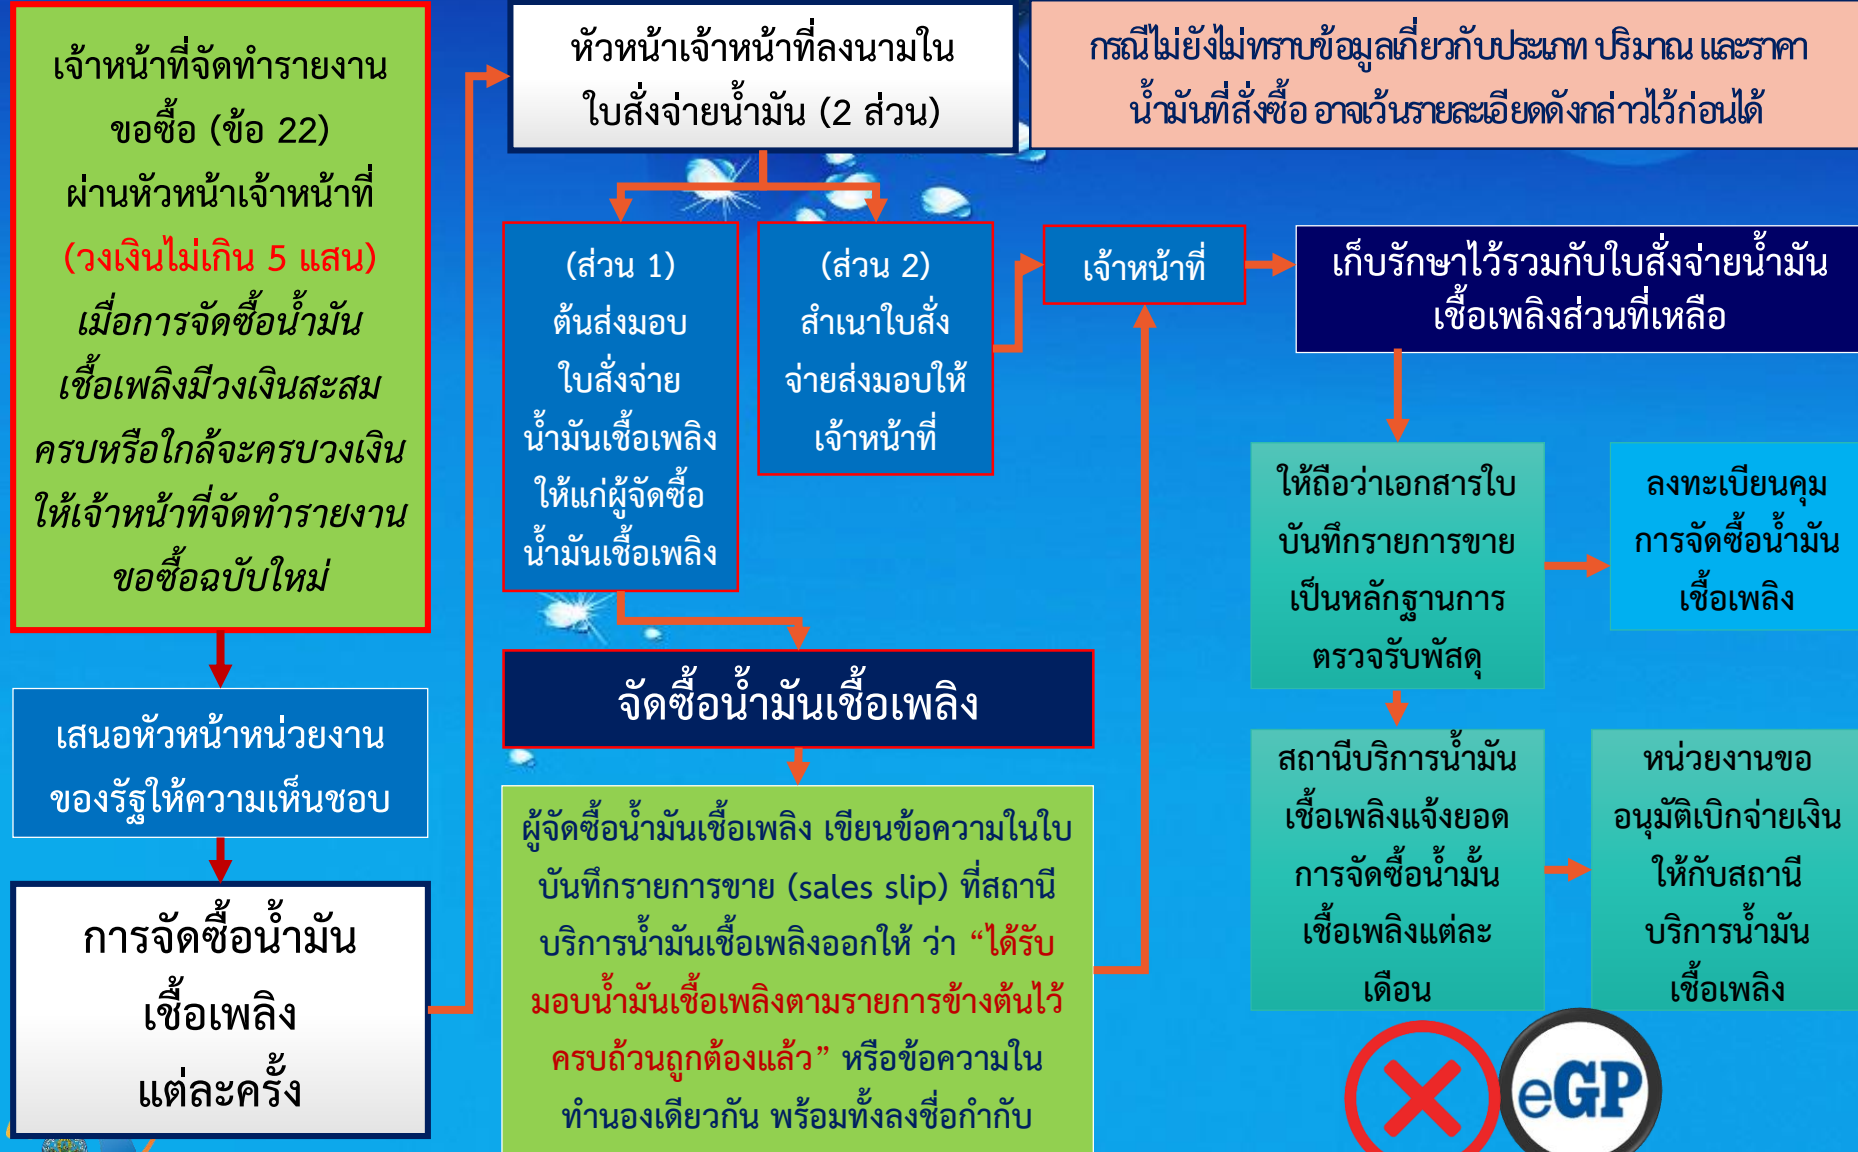 เจ้าหน้าที่จัดทำรายงาน
ขอซื้อ (ข้อ 22)
ผ่านหัวหน้าเจ้าหน้าที่
(วงเงินไม่เกิน 5 แสน)
เมื่อการจัดซื้อน้ำมัน
เชื้อเพลิงมีวงเงินสะสม
ครบหรือใกล้จะครบวงเงิน
ให้เจ้าหน้าที่จัดทำรายงาน
ขอซื้อฉบับใหม่
เสนอหัวหน้าหน่วยงาน
ของรัฐให้ความเห็นชอบ
การจัดซื้อน้ำมัน
เชื้อเพลิง
แต่ละครั้ง
หัวหน้าเจ้าหน้าที่ลงนามใน
ใบสั่งจ่ายน้ำมัน (2 ส่วน)
กรณีไม่ยังไม่ทราบข้อมูลเกี่ยวกับประเภท ปริมาณ และราคา
น้ำมันที่สั่งซื้อ อาจเว้นรายละเอียดดังกล่าวไว้ก่อนได้
(ส่วน 1)
ต้นส่งมอบ
ใบสั่งจ่าย
น้ำมันเชื้อเพลิง
ให้แก่ผู้จัดซื้อ
น้ำมันเชื้อเพลิง
(ส่วน 2)
สำเนาใบสั่ง
จ่ายส่งมอบให้
เจ้าหน้าที่
เจ้าหน้าที่
เก็บรักษาไว้รวมกับใบสั่งจ่ายน้ำมัน
เชื้อเพลิงส่วนที่เหลือ
จัดซื้อน้ำมันเชื้อเพลิง
ผู้จัดซื้อน้ำมันเชื้อเพลิง เขียนข้อความในใบ
บันทึกรายการขาย (sales slip) ที่สถานี
บริการน้ำมันเชื้อเพลิงออกให้ ว่า “ได้รับ
มอบน้ำมันเชื้อเพลิงตามรายการข้างต้นไว้
ครบถ้วนถูกต้องแล้ว” หรือข้อความใน
ทำนองเดียวกัน พร้อมทั้งลงชื่อกำกับ
ให้ถือว่าเอกสารใบ
บันทึกรายการขาย
เป็นหลักฐานการ
ตรวจรับพัสดุ
ลงทะเบียนคุม
การจัดซื้อน้ำมัน
เชื้อเพลิง
สถานีบริการน้ำมัน
เชื้อเพลิงแจ้งยอด
การจัดซื้อน้ำมั้น
เชื้อเพลิงแต่ละ
เดือน
หน่วยงานขอ
อนุมัติเบิกจ่ายเงิน
ให้กับสถานี
บริการน้ำมัน
เชื้อเพลิง
eGP